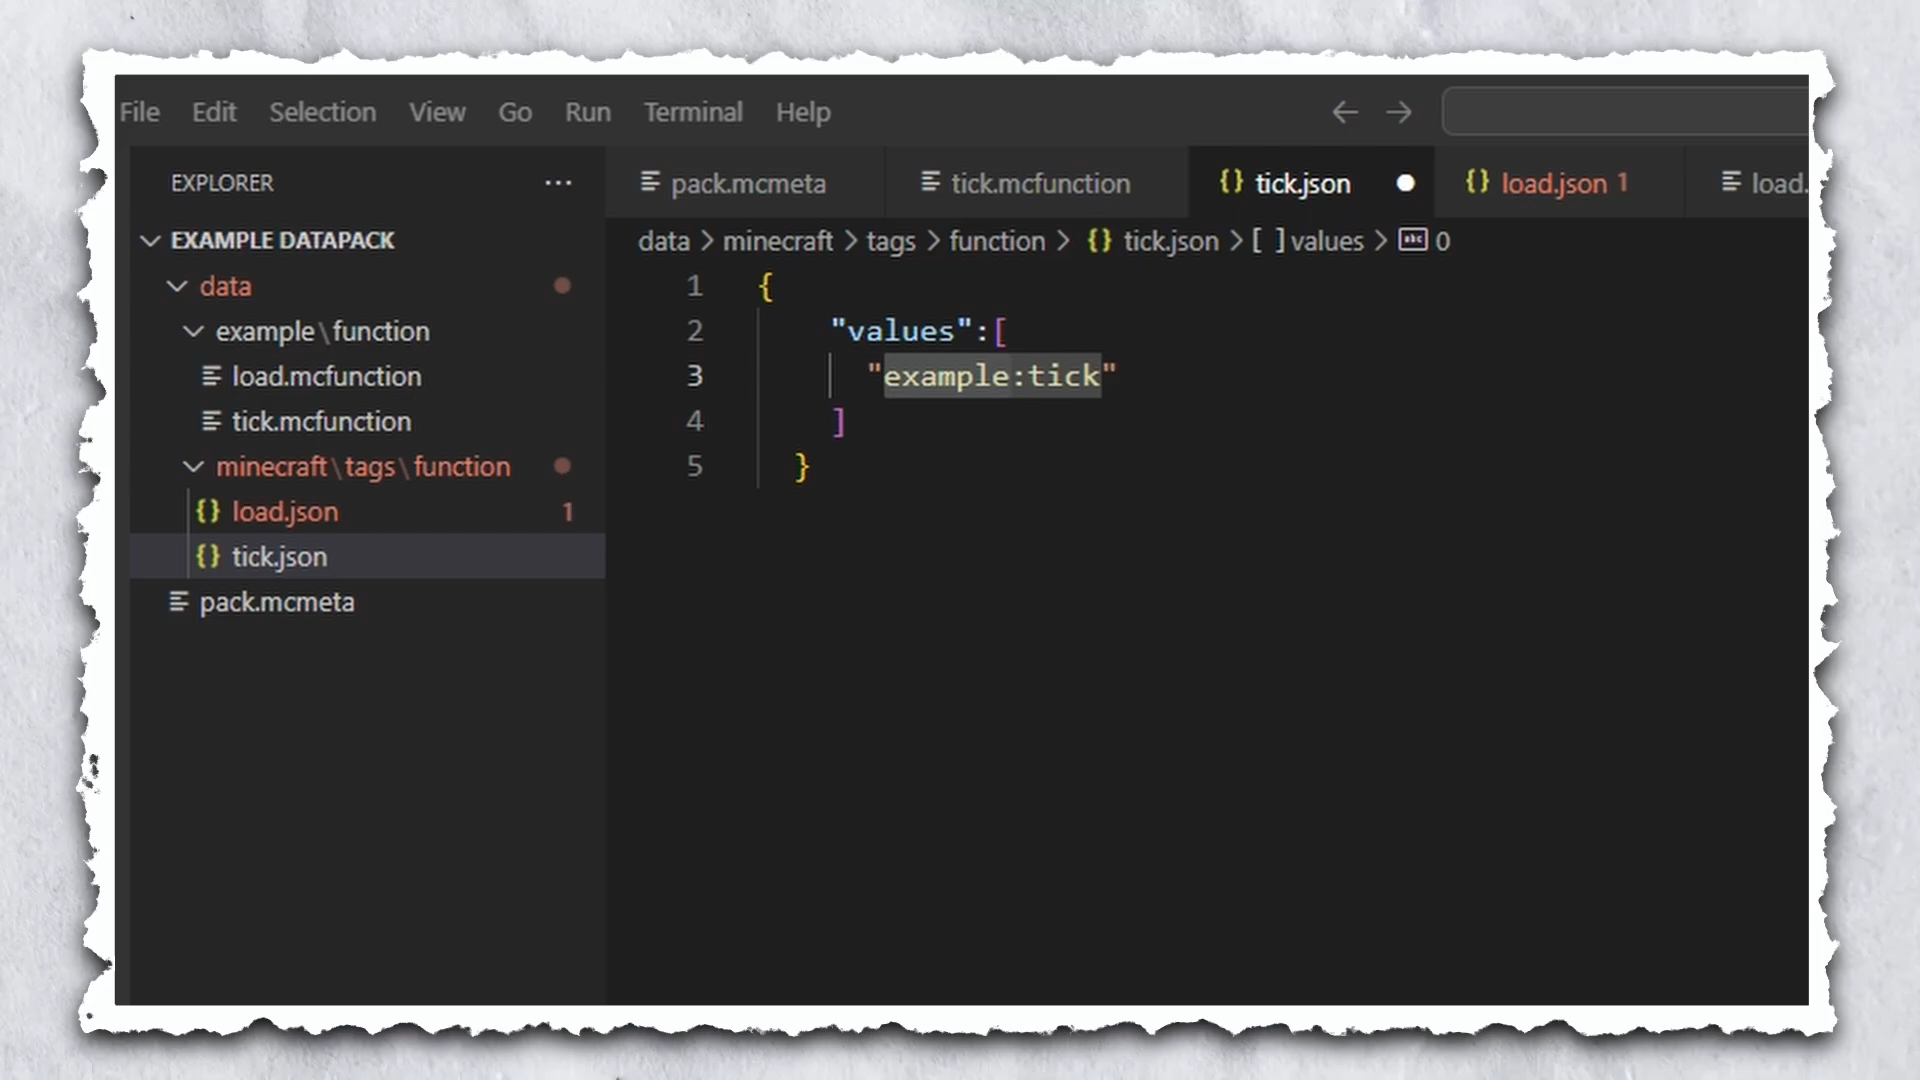 File Edit Selection View Go Run Terminal Help
EXPLORER ...
pack.mcmeta tick.mcfunction {} tick.json {} load.json 1 load.
EXAMPLE DATAPACK
data > minecraft > tags > function > {} tick.json > [ ] values > abc 0
data
example\function
load.mcfunction
tick.mcfunction
minecraft\tags\function
{} load.json 1
{} tick.json
pack.mcmeta
1 {
2 "values":[
3 "example:tick"
4 ]
5 }